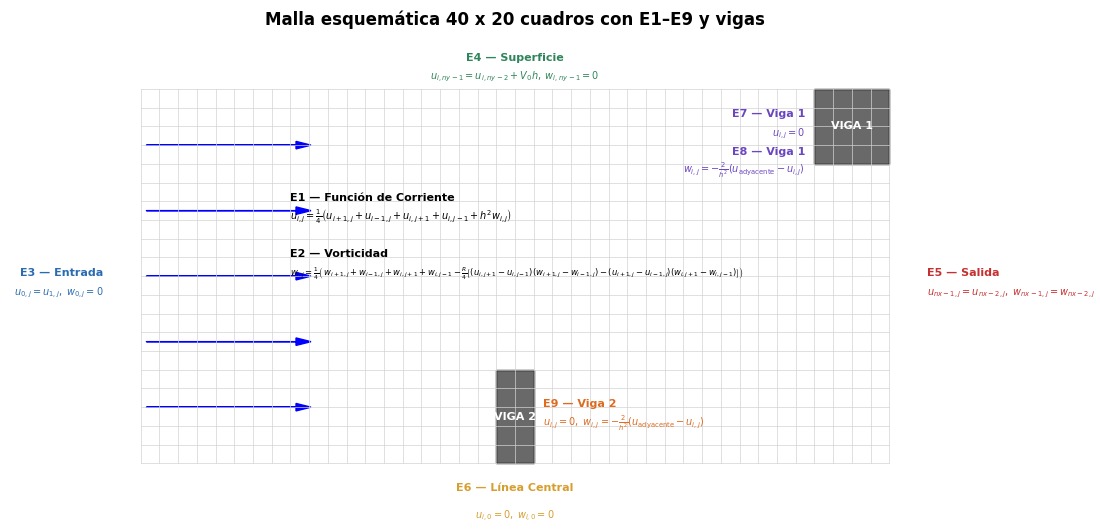 Malla esquemática 40 x 20 cuadros con E1–E9 y vigas
E4 — Superficie
u_{i,ny−1} = u_{i,ny−2} + V_0h, w_{i,ny−1} = 0
E7 — Viga 1
u_{i,j} = 0
VIGA 1
E8 — Viga 1
w_{i,j} = −\frac{2}{h^2}(u_{adyacente} − u_{i,j})
E1 — Función de Corriente
u_{i,j} = \frac{1}{4}(u_{i+1,j} + u_{i−1,j} + u_{i,j+1} + u_{i,j−1} + h^2w_{i,j})
E2 — Vorticidad
w_{i,j} = \frac{1}{4}(w_{i+1,j} + w_{i−1,j} + w_{i,j+1} + w_{i,j−1} − \frac{R}{4}[(u_{i,j+1} − u_{i,j−1})(w_{i+1,j} − w_{i−1,j}) − (u_{i+1,j} − u_{i−1,j})(w_{i,j+1} − w_{i,j−1})])
E3 — Entrada
u_{0,j} = u_{1,j}, w_{0,j} = 0
E5 — Salida
u_{nx−1,j} = u_{nx−2,j}, w_{nx−1,j} = w_{nx−2,j}
E9 — Viga 2
VIGA 2
u_{i,j} = 0, w_{i,j} = −\frac{2}{h^2}(u_{adyacente} − u_{i,j})
E6 — Línea Central
u_{i,0} = 0, w_{i,0} = 0